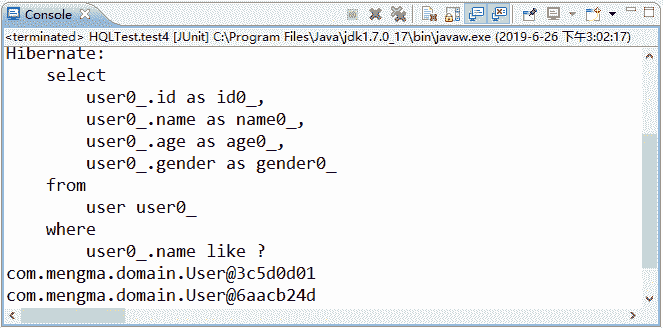 Console
<terminated> HQLTest.test4 [JUnit] C:\Program Files\Java\jdk1.7.0_17\bin\javaw.exe (2019-6-26 下午3:02:17)
Hibernate:
    select
        user0_.id as id0_,
        user0_.name as name0_,
        user0_.age as age0_,
        user0_.gender as gender0_
    from
        user user0_
    where
        user0_.name like ?
com.mengma.domain.User@3c5d0d01
com.mengma.domain.User@6aacb24d